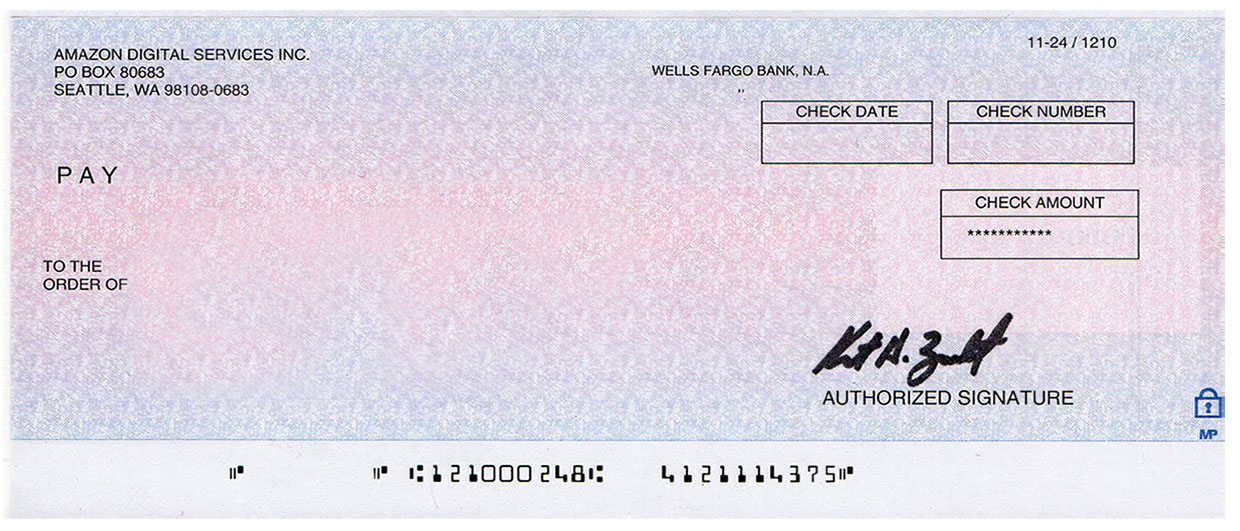 AMAZON DIGITAL SERVICES INC.
PO BOX 80683
SEATTLE, WA 98108-0683
11-24 / 1210
WELLS FARGO BANK, N.A.
,,
CHECK DATE
CHECK NUMBER
PAY
CHECK AMOUNT
***********
TO THE
ORDER OF
AUTHORIZED SIGNATURE
MP
⑈ ⑈ ⑆121000248⑆ 4121114375⑈